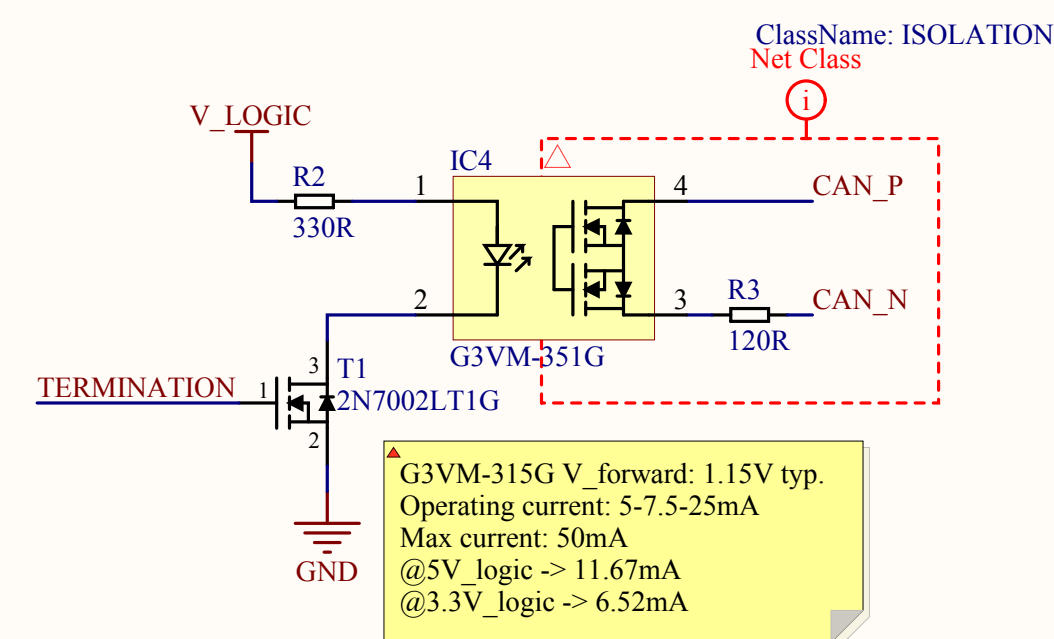 ClassName: ISOLATION
Net Class
i
V_LOGIC
R2
330R
IC4
1
4
CAN_P
2
3
R3
CAN_N
120R
G3VM-351G
TERMINATION
1
3
T1
2N7002LT1G
2
GND
G3VM-315G V_forward: 1.15V typ.
Operating current: 5-7.5-25mA
Max current: 50mA
@5V_logic -> 11.67mA
@3.3V_logic -> 6.52mA